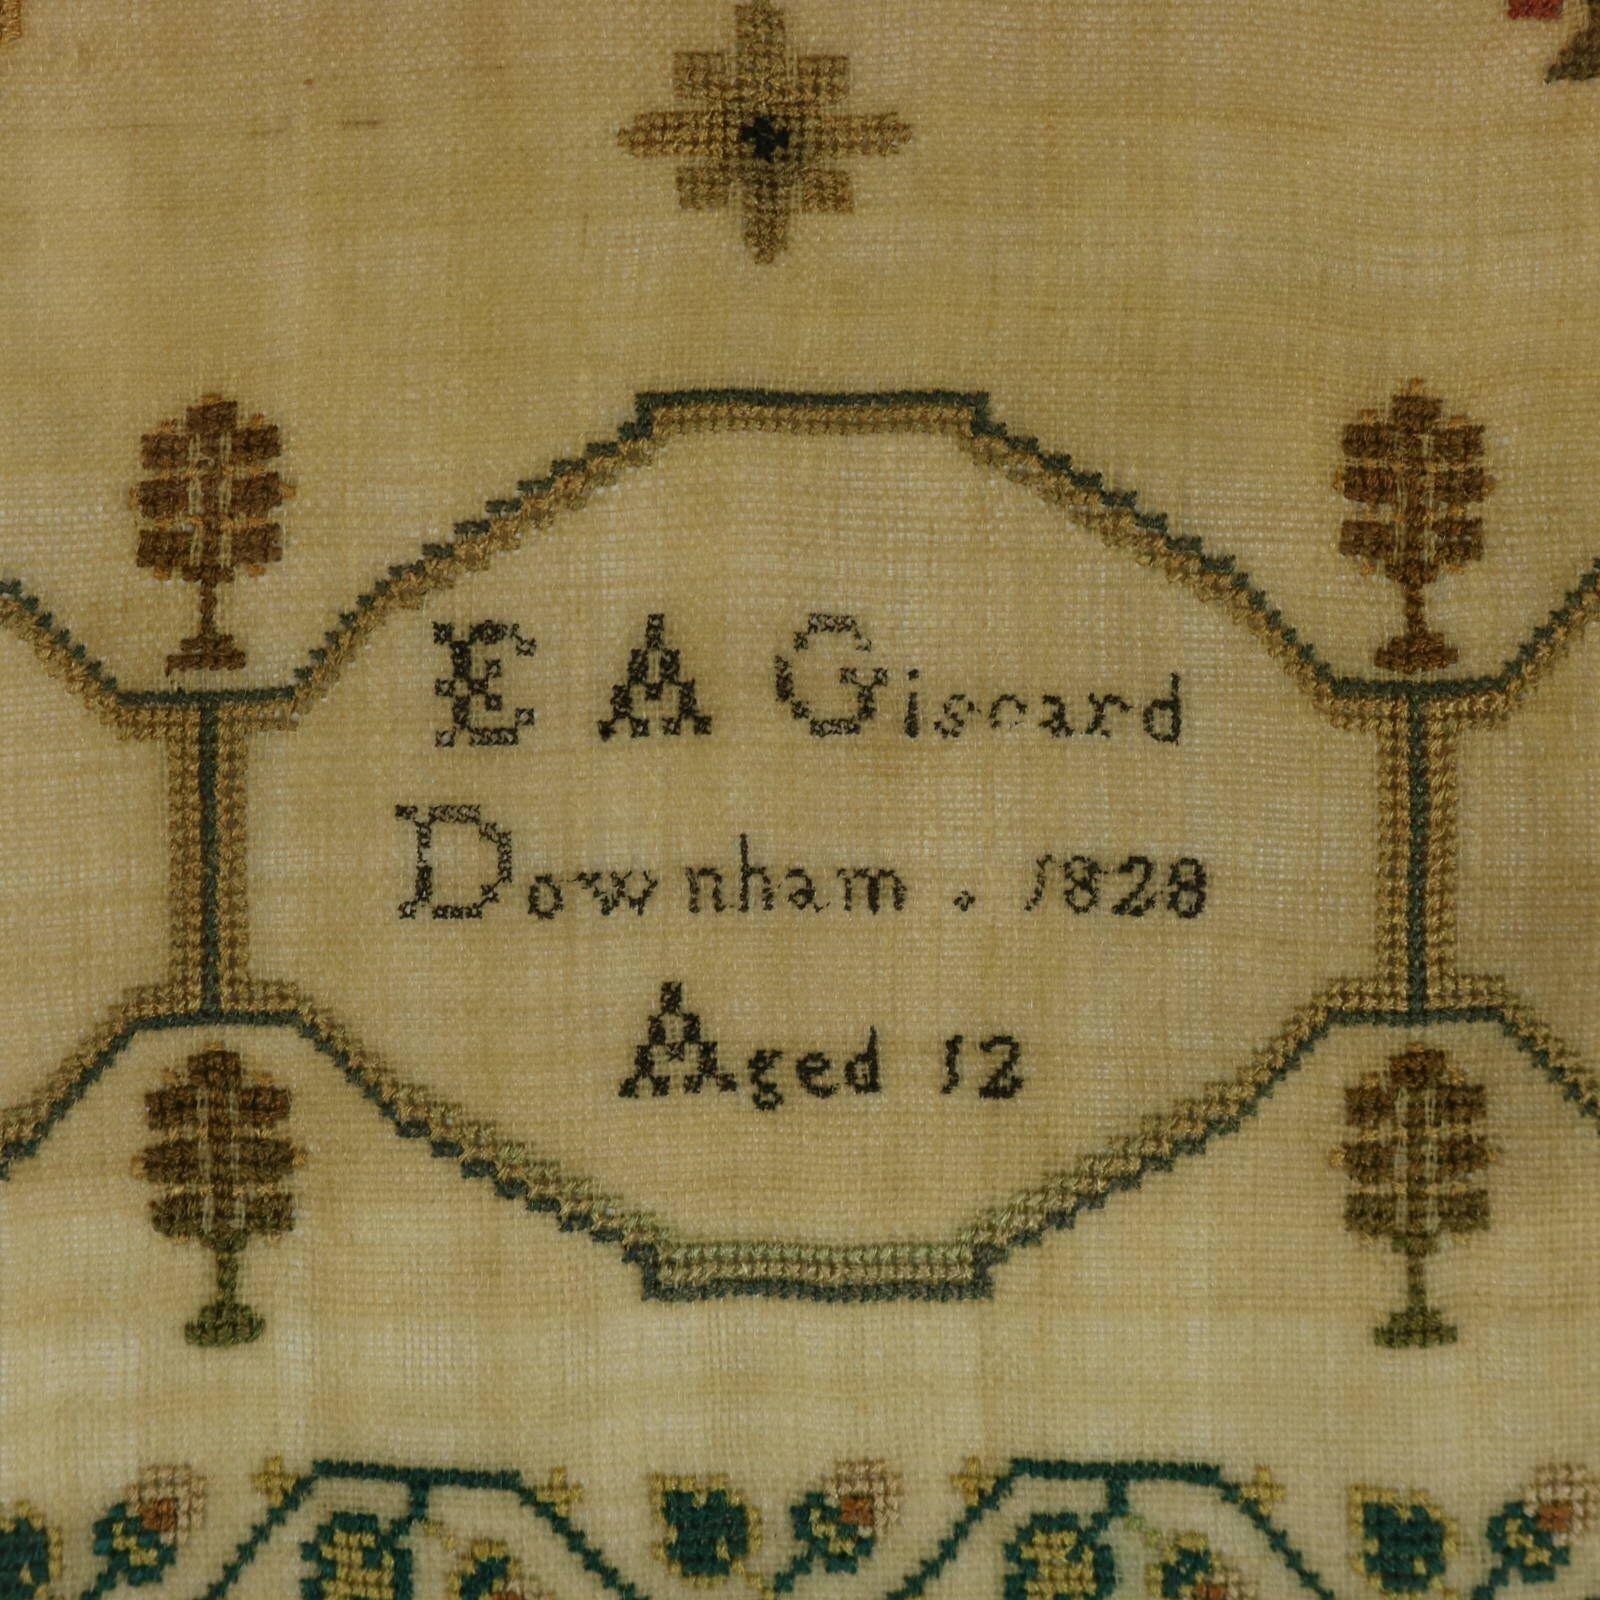 E A Giscard
Downham . 1828
Aged 12